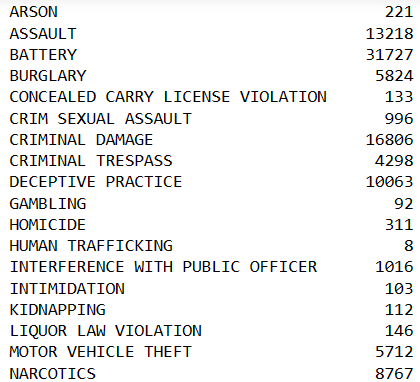 ARSON 221
ASSAULT 13218
BATTERY 31727
BURGLARY 5824
CONCEALED CARRY LICENSE VIOLATION 133
CRIM SEXUAL ASSAULT 996
CRIMINAL DAMAGE 16806
CRIMINAL TRESPASS 4298
DECEPTIVE PRACTICE 10063
GAMBLING 92
HOMICIDE 311
HUMAN TRAFFICKING 8
INTERFERENCE WITH PUBLIC OFFICER 1016
INTIMIDATION 103
KIDNAPPING 112
LIQUOR LAW VIOLATION 146
MOTOR VEHICLE THEFT 5712
NARCOTICS 8767